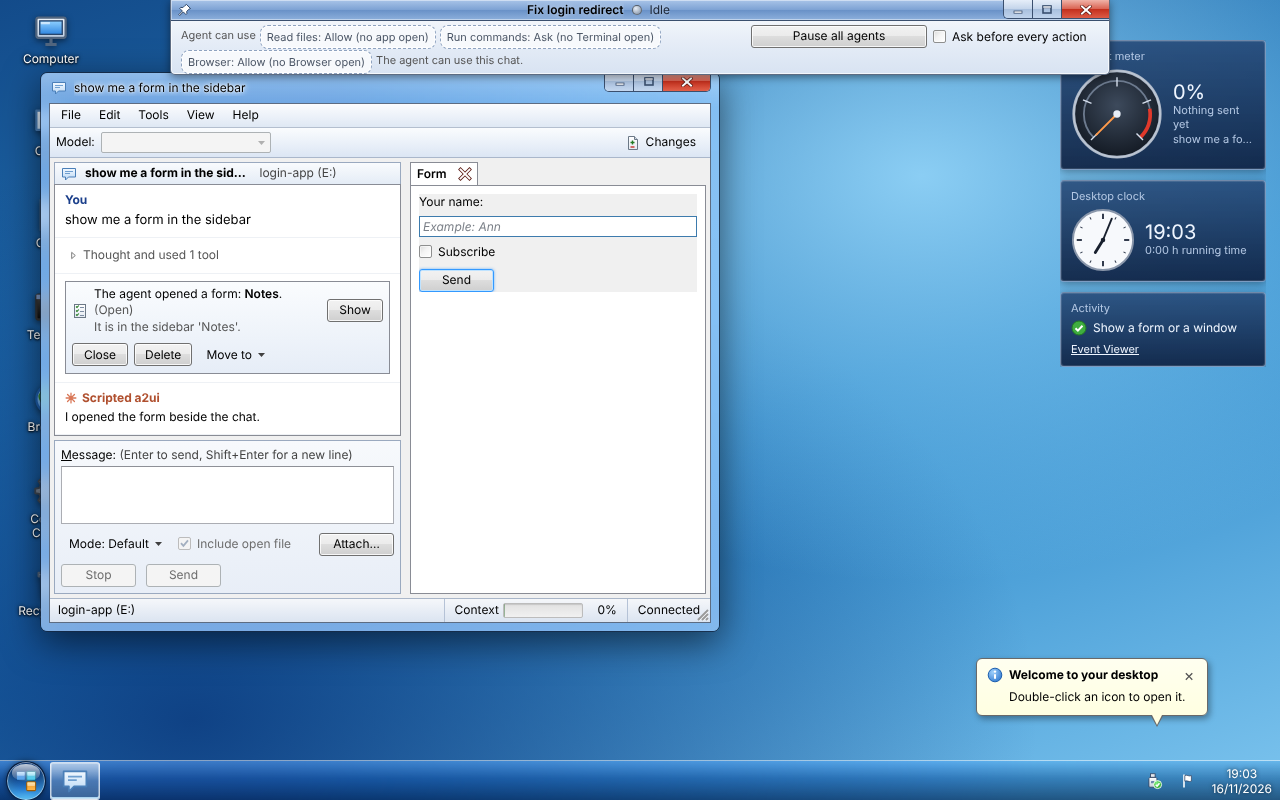 Fix login redirect Idle
Agent can use Read files: Allow (no app open) Run commands: Ask (no Terminal open)
Browser: Allow (no Browser open) The agent can use this chat.
Pause all agents
Ask before every action
Computer
show me a form in the sidebar
File Edit Tools View Help
Model:
Changes
show me a form in the sid... login-app (E:)
You
show me a form in the sidebar
Thought and used 1 tool
The agent opened a form: Notes.
(Open)
It is in the sidebar 'Notes'.
Show
Close Delete Move to
Scripted a2ui
I opened the form beside the chat.
Message: (Enter to send, Shift+Enter for a new line)
Mode: Default Include open file Attach...
Stop Send
login-app (E:) Context 0% Connected
Form
Your name:
Example: Ann
Subscribe
Send
meter
0%
Nothing sent
yet
show me a fo...
Desktop clock
19:03
0:00 h running time
Activity
Show a form or a window
Event Viewer
Welcome to your desktop
Double-click an icon to open it.
19:03
16/11/2026